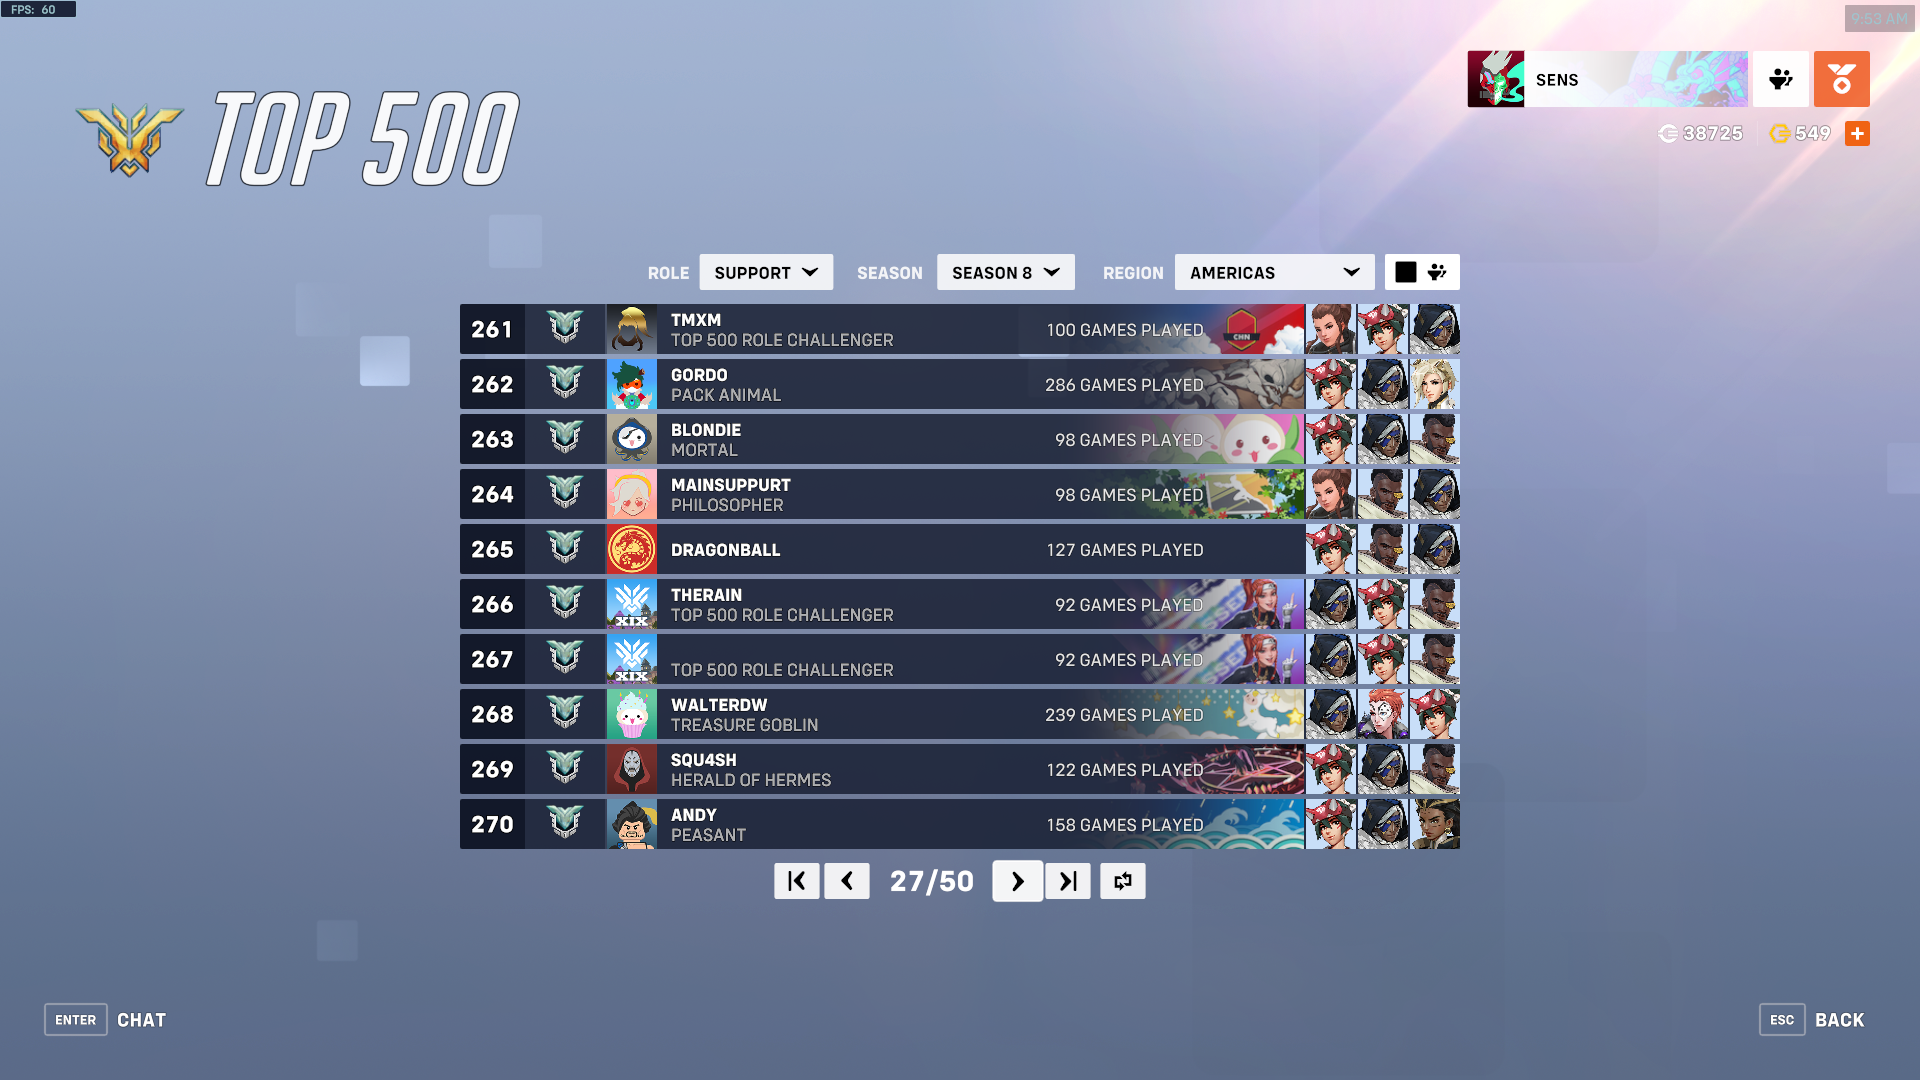 FPS: 60
9:53 AM
TOP 500
SENS
38725
549
ROLE SUPPORT SEASON SEASON 8 REGION AMERICAS
261 TMXM 100 GAMES PLAYED CHN
TOP 500 ROLE CHALLENGER
262 GORDO 286 GAMES PLAYED
PACK ANIMAL
263 BLONDIE 98 GAMES PLAYED
MORTAL
264 MAINSUPPURT 98 GAMES PLAYED
PHILOSOPHER
265 DRAGONBALL 127 GAMES PLAYED
266 XIX THERAIN 92 GAMES PLAYED
TOP 500 ROLE CHALLENGER
267 XIX 92 GAMES PLAYED
TOP 500 ROLE CHALLENGER
268 WALTERDW 239 GAMES PLAYED
TREASURE GOBLIN
269 SQU4SH 122 GAMES PLAYED
HERALD OF HERMES
270 ANDY 158 GAMES PLAYED
PEASANT
27/50
ENTER CHAT
ESC BACK